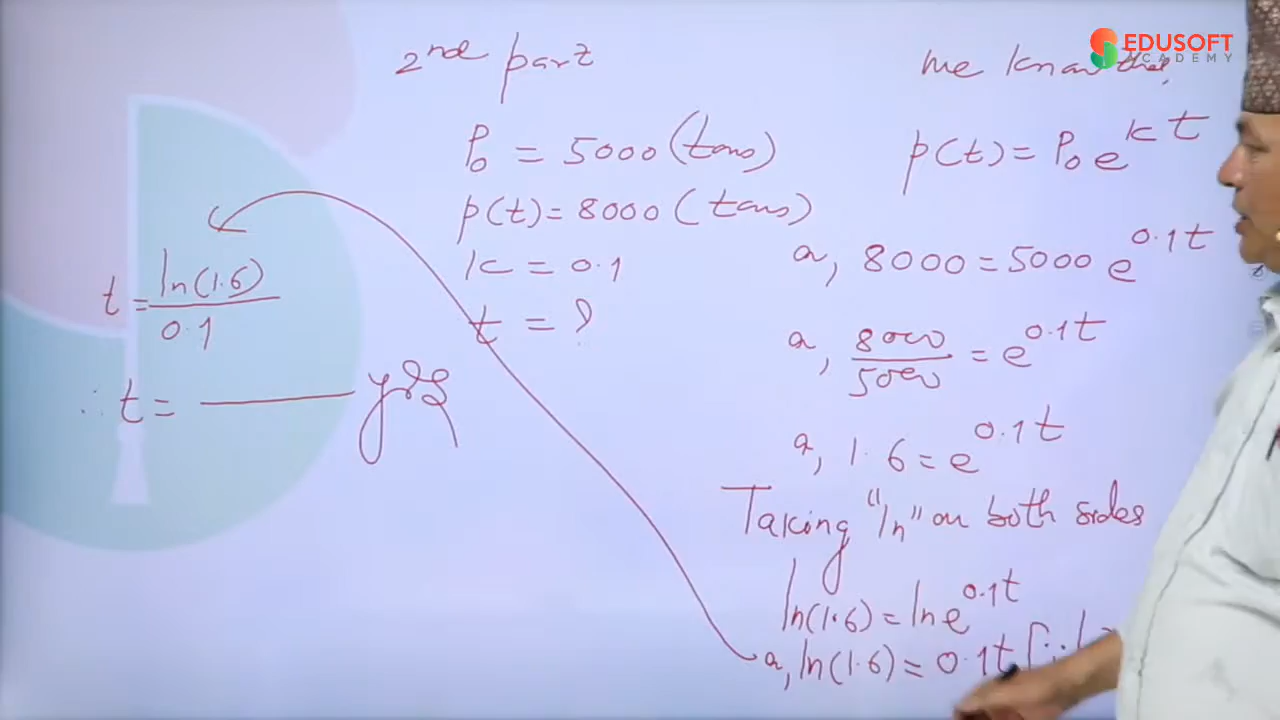 EDUSOFT
ACADEMY
2nd part
P₀ = 5000 (tons)
p(t) = 8000 (tons)
k = 0.1
t = ?
we know that,
p(t) = P₀ e^{kt}
or, 8000 = 5000 e^{0.1t}
or, 8000/5000 = e^{0.1t}
or, 1.6 = e^{0.1t}
Taking "ln" on both sides
ln(1.6) = ln e^{0.1t}
or, ln(1.6) = 0.1t [∵ ln
t = ln(1.6)/0.1
∴ t = ______ yrs